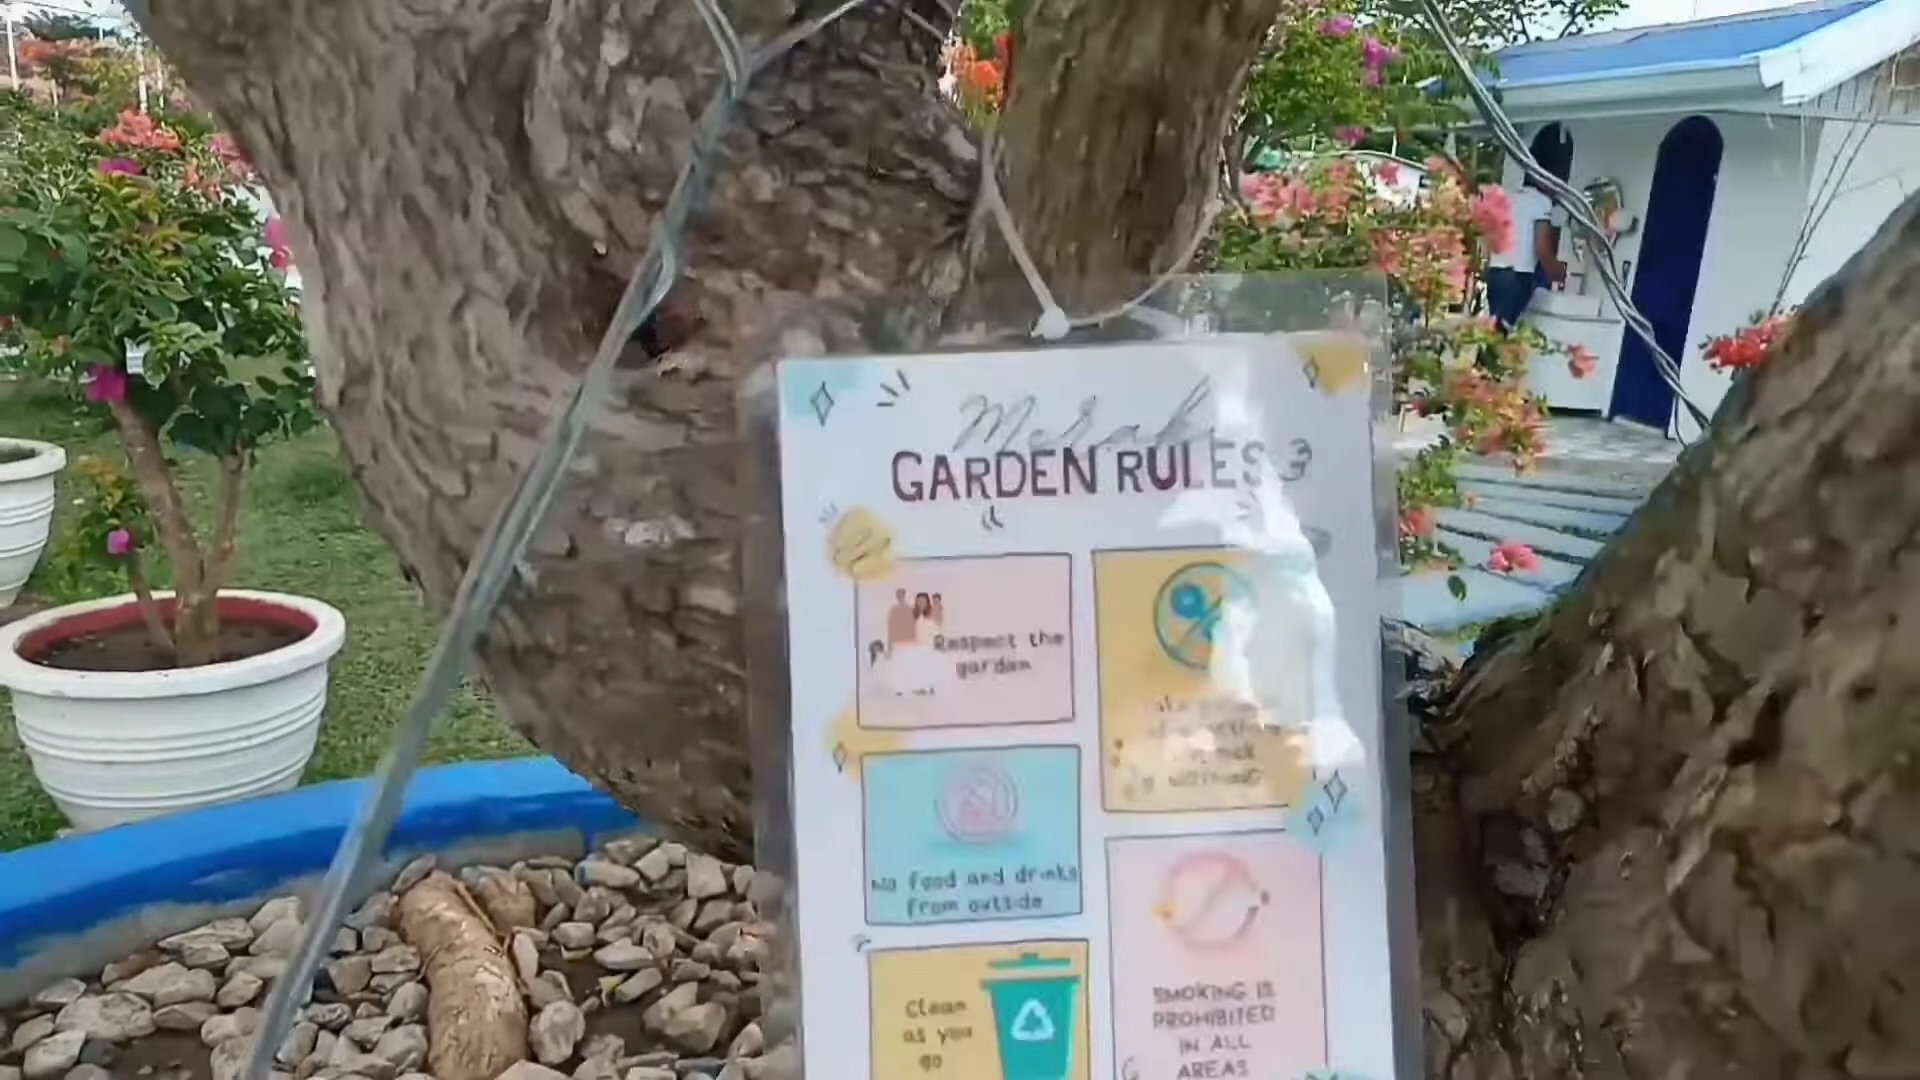 GARDEN RULES
Respect the
garden
No food and drinks
from outside
Clean
as you
go
SMOKING IS
PROHIBITED
IN ALL
AREAS